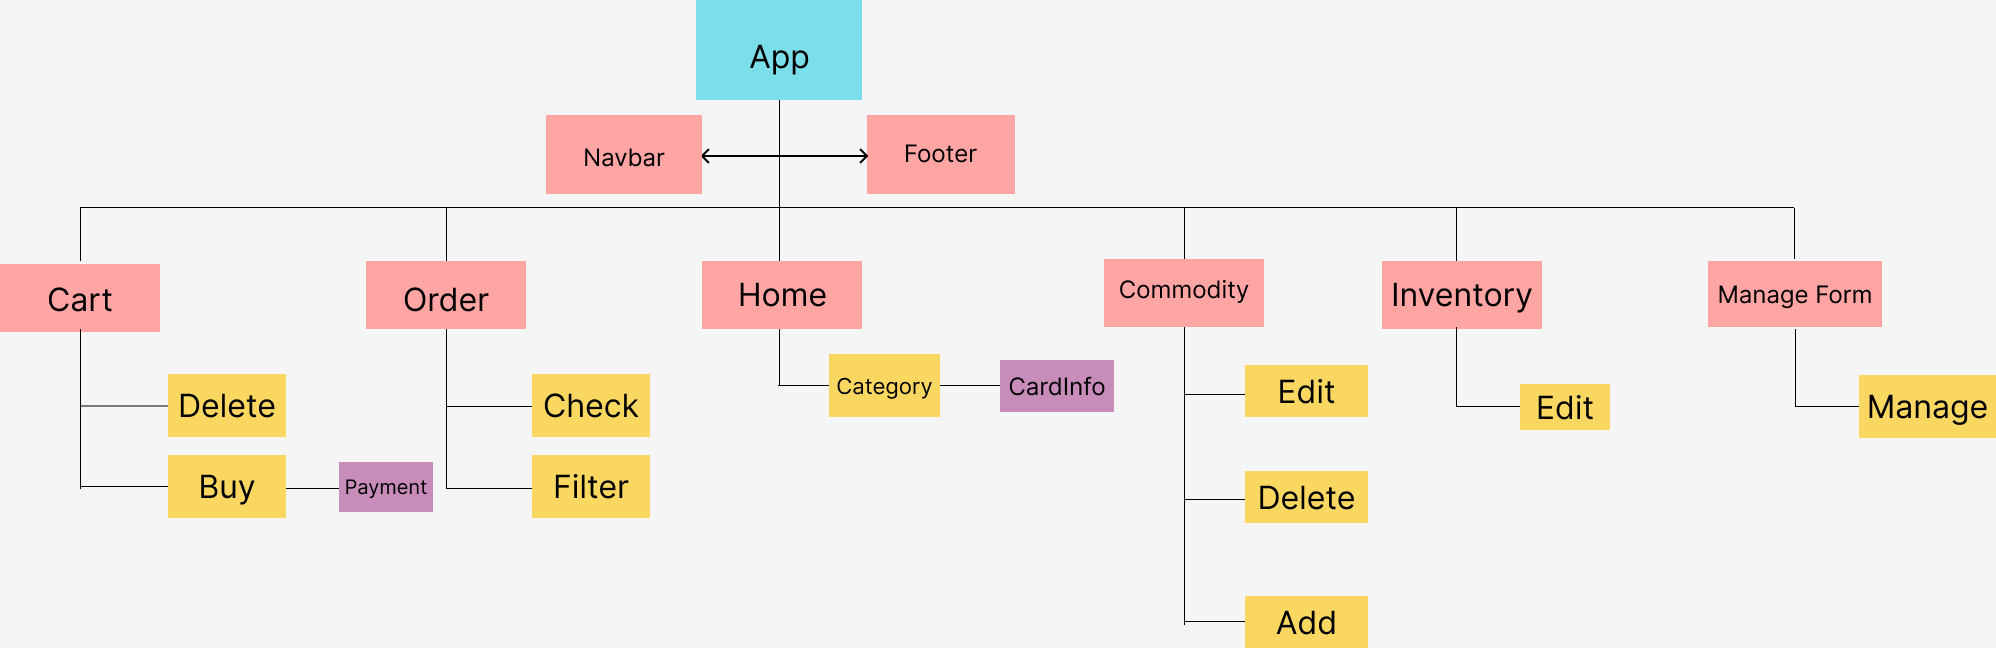 App
Navbar
Footer
Cart
Order
Home
Commodity
Inventory
Manage Form
Delete
Buy
Payment
Check
Filter
Category
CardInfo
Edit
Delete
Add
Edit
Manage